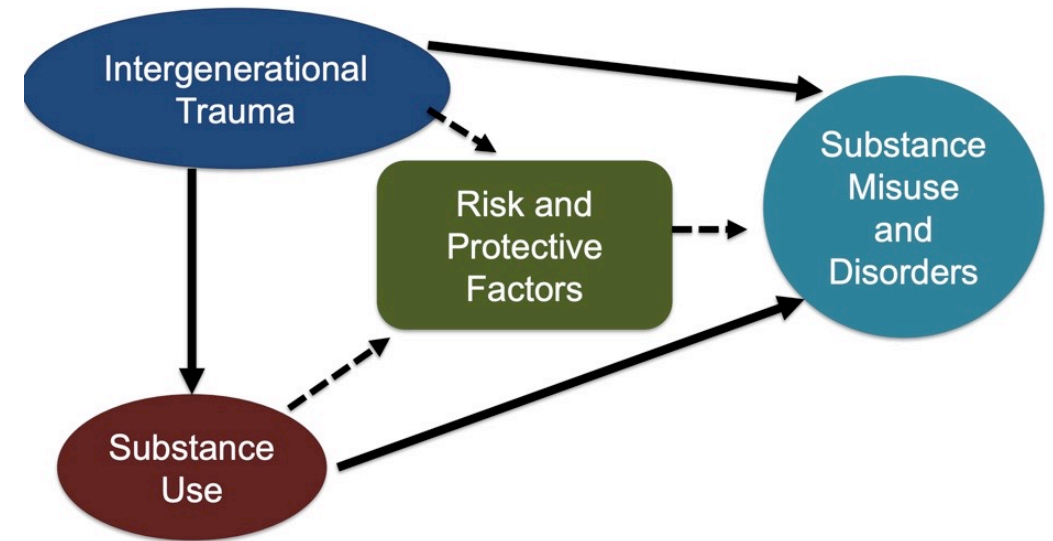 Intergenerational
Trauma
Risk and
Protective
Factors
Substance
Misuse
and
Disorders
Substance
Use